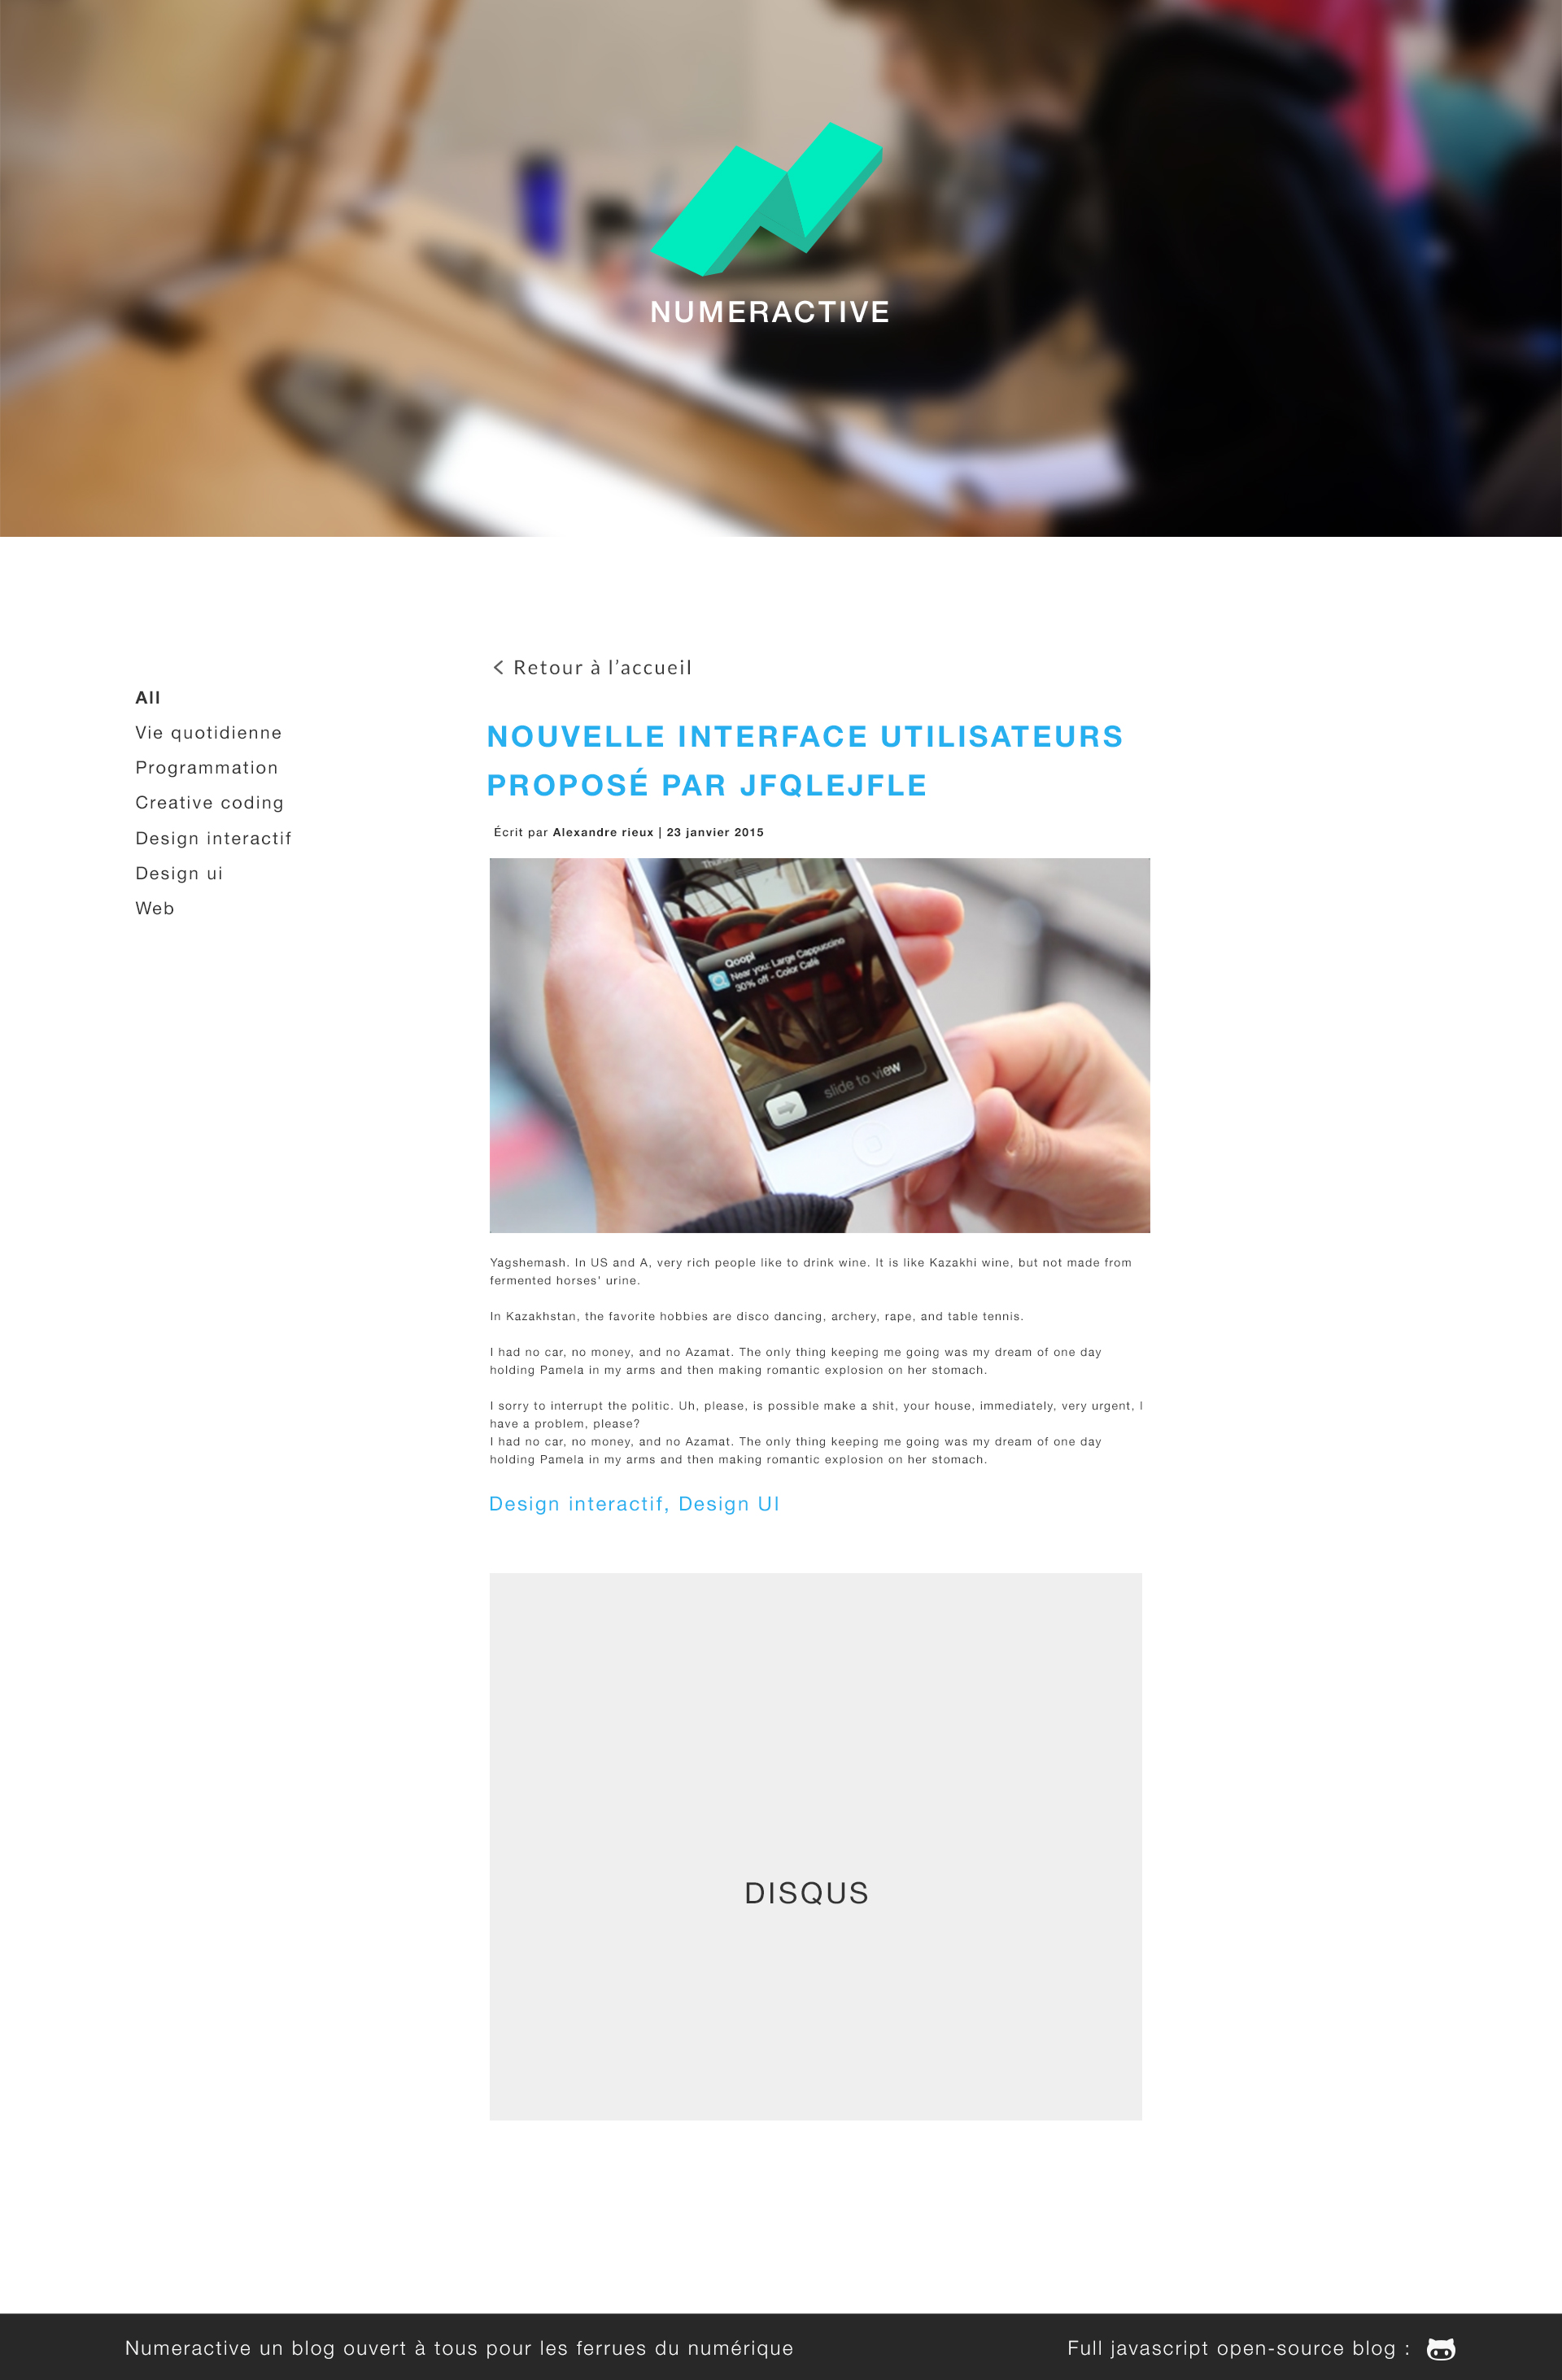 NUMERACTIVE
< Retour à l’accueil
All
Vie quotidienne
Programmation
Creative coding
Design interactif
Design ui
Web
NOUVELLE INTERFACE UTILISATEURS
PROPOSÉ PAR JFQLEJFLE
Écrit par Alexandre rieux | 23 janvier 2015
Qoopl
Near you: Large Cappuccino
30% off - Color Café
slide to view
Yagshemash. In US and A, very rich people like to drink wine. It is like Kazakhi wine, but not made from
fermented horses' urine.
In Kazakhstan, the favorite hobbies are disco dancing, archery, rape, and table tennis.
I had no car, no money, and no Azamat. The only thing keeping me going was my dream of one day
holding Pamela in my arms and then making romantic explosion on her stomach.
I sorry to interrupt the politic. Uh, please, is possible make a shit, your house, immediately, very urgent, I
have a problem, please?
I had no car, no money, and no Azamat. The only thing keeping me going was my dream of one day
holding Pamela in my arms and then making romantic explosion on her stomach.
Design interactif, Design UI
DISQUS
Numeractive un blog ouvert à tous pour les ferrues du numérique
Full javascript open-source blog :